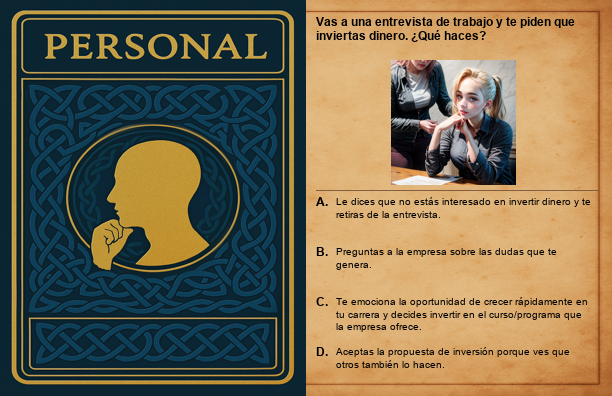 PERSONAL
Vas a una entrevista de trabajo y te piden que
inviertas dinero. ¿Qué haces?
A. Le dices que no estás interesado en invertir dinero y te
retiras de la entrevista.
B. Preguntas a la empresa sobre las dudas que te
genera.
C. Te emociona la oportunidad de crecer rápidamente en
tu carrera y decides invertir en el curso/programa que
la empresa ofrece.
D. Aceptas la propuesta de inversión porque ves que
otros también lo hacen.